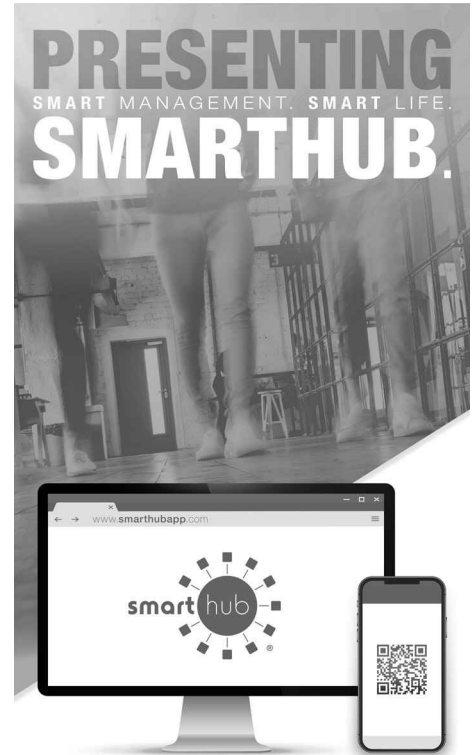 PRESENTING
SMART MANAGEMENT. SMART LIFE.
SMARTHUB.
www.smarthubapp.com
smart hub
®